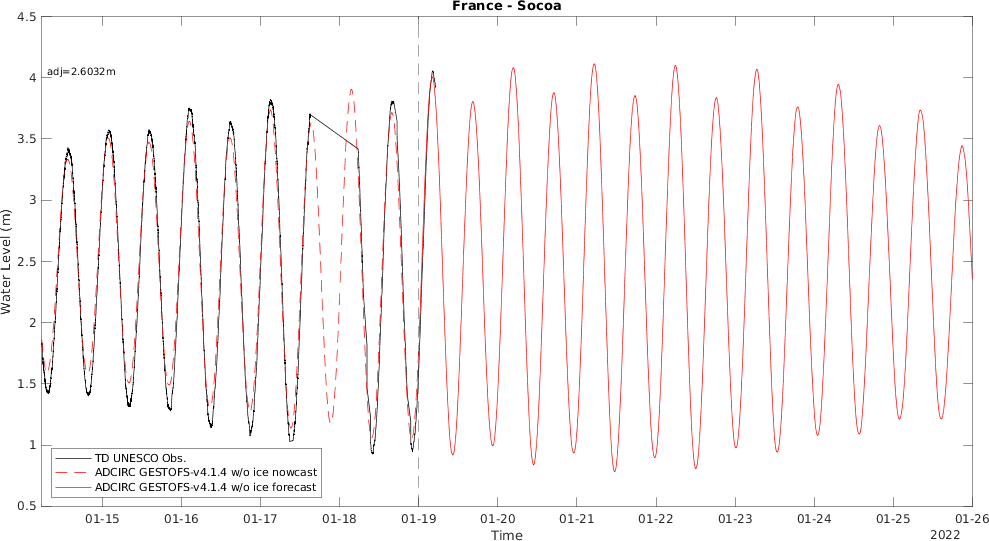 France - Socoa
4.5
4
3.5
3
2.5
2
1.5
1
0.5
Water Level (m)
adj=2.6032m
TD UNESCO Obs.
ADCIRC GESTOFS-v4.1.4 w/o ice nowcast
ADCIRC GESTOFS-v4.1.4 w/o ice forecast
01-15 01-16 01-17 01-18 01-19 01-20 01-21 01-22 01-23 01-24 01-25 01-26
Time
2022